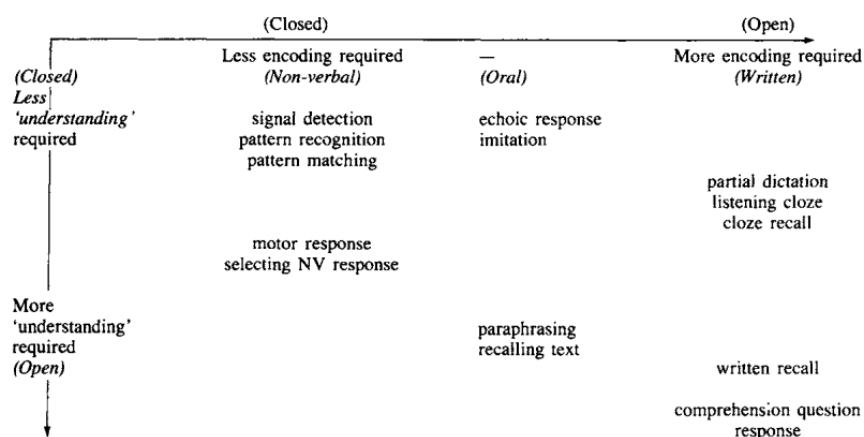 (Closed) (Open)
Less encoding required — More encoding required
(Closed) (Non-verbal) (Oral) (Written)
Less
'understanding' signal detection echoic response
required pattern recognition imitation
pattern matching
partial dictation
listening cloze
cloze recall
motor response
selecting NV response
More
'understanding' paraphrasing
required recalling text
(Open) written recall
comprehension question
response